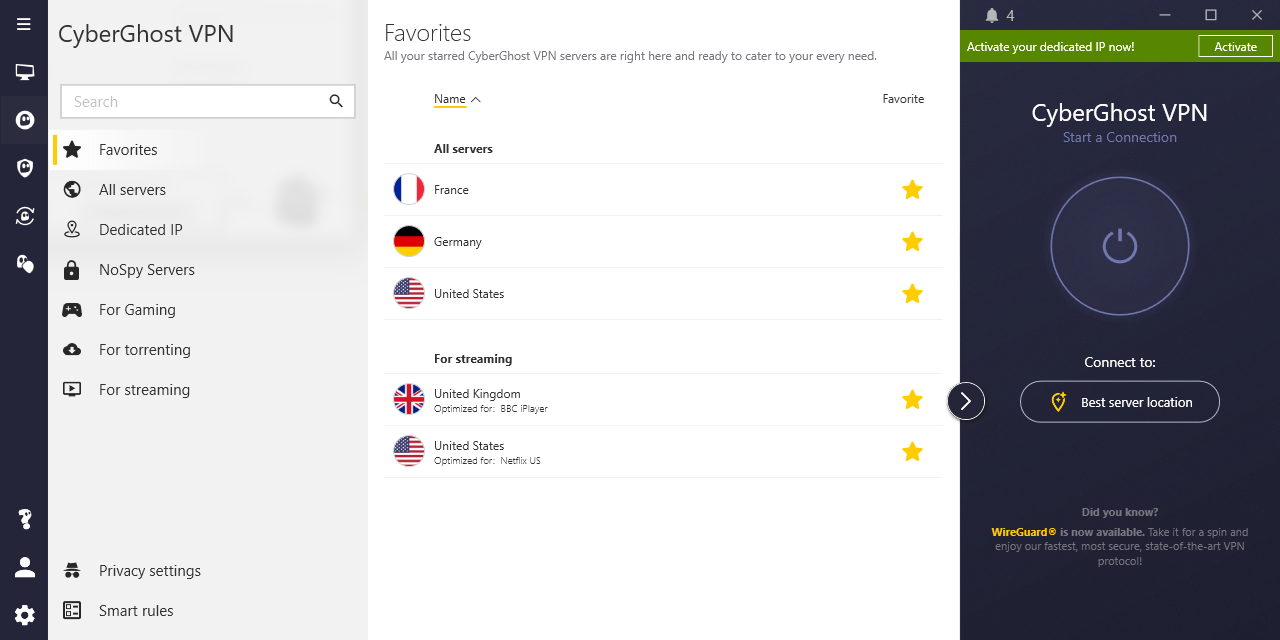 CyberGhost VPN
Search
Favorites
All servers
Dedicated IP
NoSpy Servers
For Gaming
For torrenting
For streaming
Privacy settings
Smart rules
Favorites
All your starred CyberGhost VPN servers are right here and ready to cater to your every need.
Name
Favorite
All servers
France
Germany
United States
For streaming
United Kingdom
Optimized for: BBC iPlayer
United States
Optimized for: Netflix US
4
Activate your dedicated IP now!
Activate
CyberGhost VPN
Start a Connection
Connect to:
Best server location
Did you know?
WireGuard® is now available. Take it for a spin and
enjoy our fastest, most secure, state-of-the-art VPN
protocol!